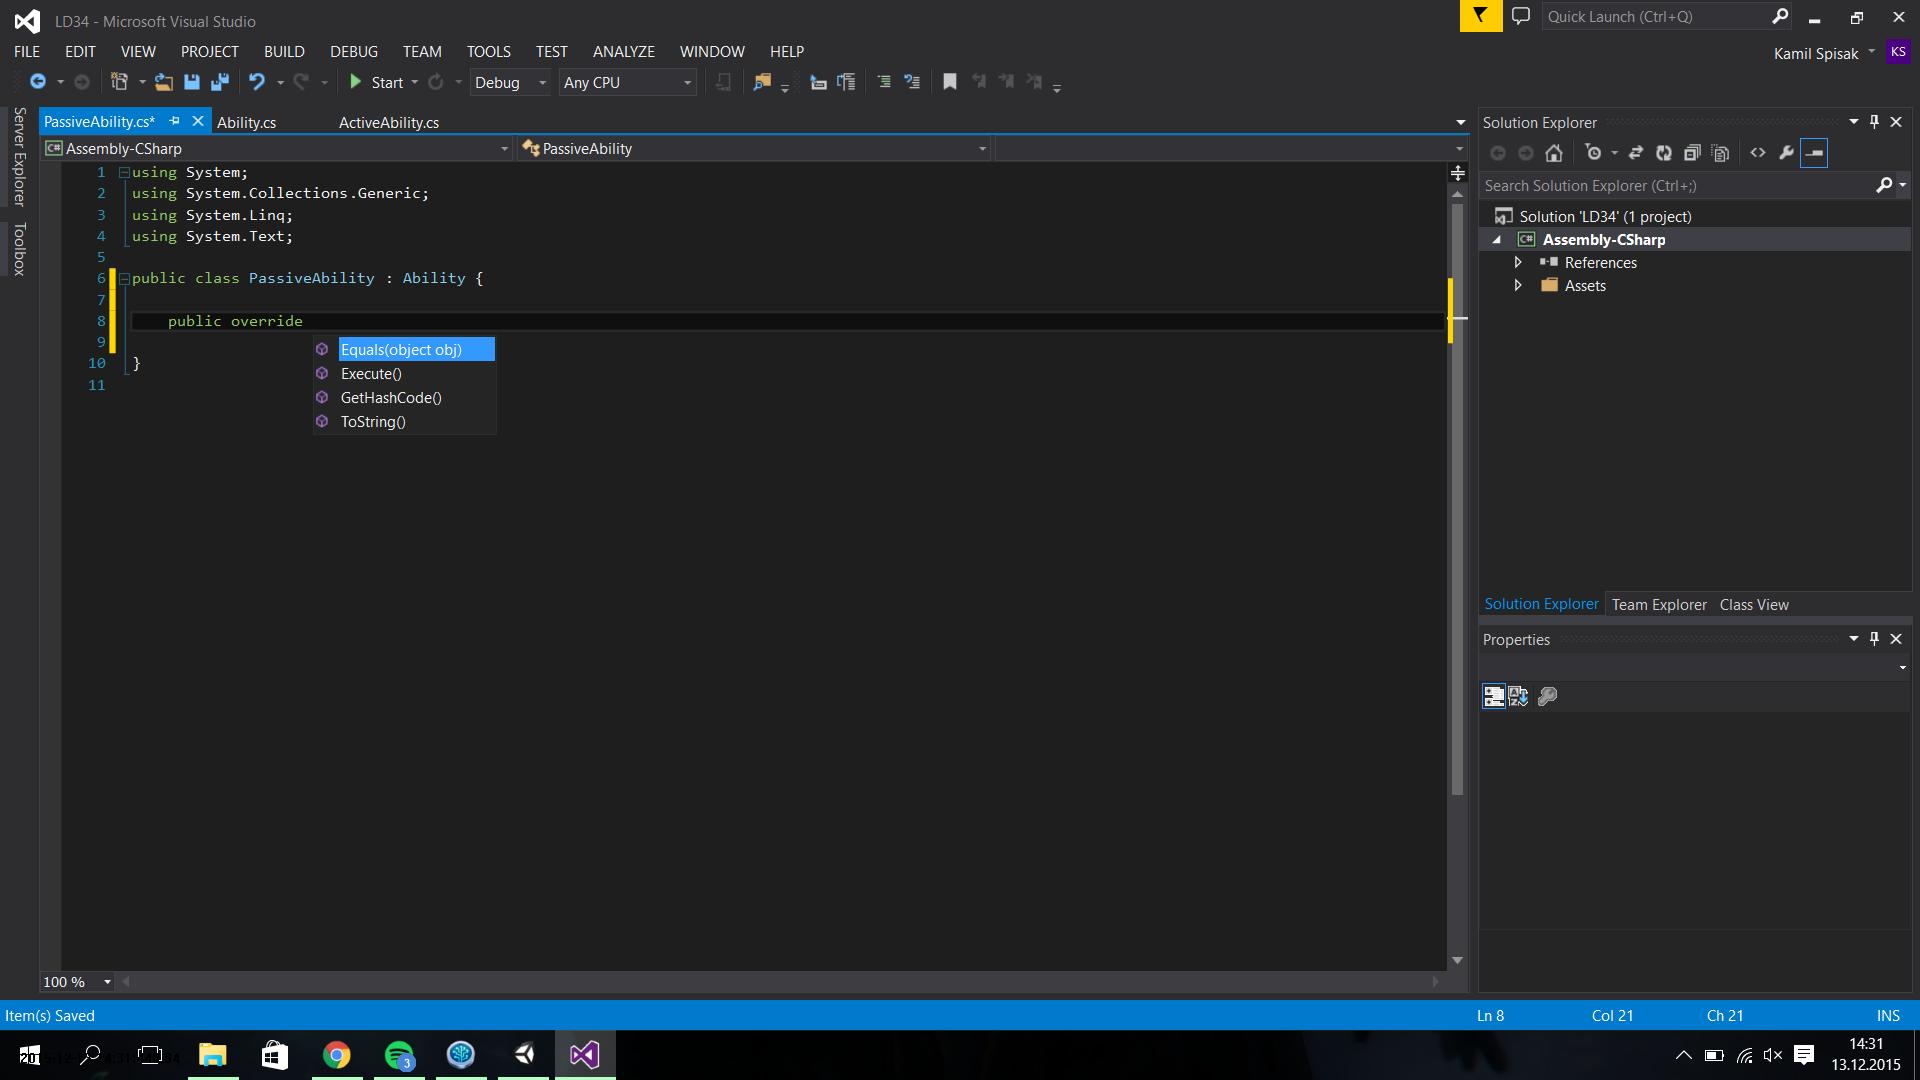 LD34 - Microsoft Visual Studio
Quick Launch (Ctrl+Q)
FILE EDIT VIEW PROJECT BUILD DEBUG TEAM TOOLS TEST ANALYZE WINDOW HELP
Kamil Spisak KS
Start Debug Any CPU
Server Explorer
Toolbox
PassiveAbility.cs* Ability.cs ActiveAbility.cs
C# Assembly-CSharp PassiveAbility
1 using System;
2 using System.Collections.Generic;
3 using System.Linq;
4 using System.Text;
5
6 public class PassiveAbility : Ability {
7
8 public override
9
10 }
11
Equals(object obj)
Execute()
GetHashCode()
ToString()
100 %
Solution Explorer
Search Solution Explorer (Ctrl+;)
Solution 'LD34' (1 project)
C# Assembly-CSharp
References
Assets
Solution Explorer Team Explorer Class View
Properties
Item(s) Saved
Ln 8 Col 21 Ch 21 INS
3
14:31
13.12.2015